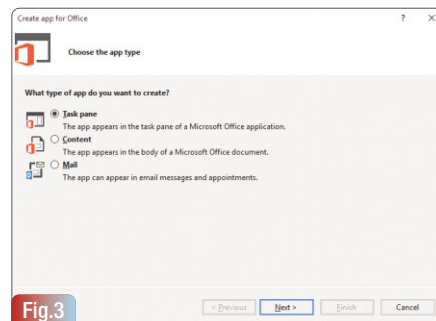 Create app for Office
? ×
Choose the app type
What type of app do you want to create?
Task pane
The app appears in the task pane of a Microsoft Office application.
Content
The app appears in the body of a Microsoft Office document.
Mail
The app can appear in email messages and appointments.
< Previous Next > Finish Cancel
Fig.3